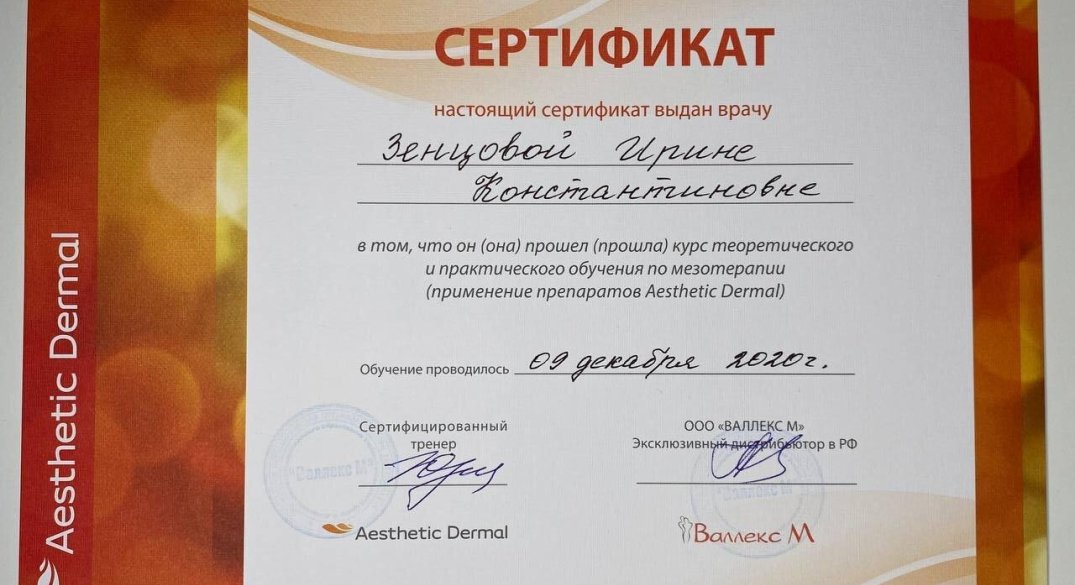 Aesthetic Dermal
СЕРТИФИКАТ
настоящий сертификат выдан врачу
Зенцовой Ирине
Константиновне
в том, что он (она) прошел (прошла) курс теоретического
и практического обучения по мезотерапии
(применение препаратов Aesthetic Dermal)
Обучение проводилось 09 декабря 2020г.
Сертифицированный
тренер
ООО «ВАЛЛЕКС М»
Эксклюзивный дистрибьютор в РФ
"Валлекс М"
"Валлекс М"
Aesthetic Dermal
Валлекс М